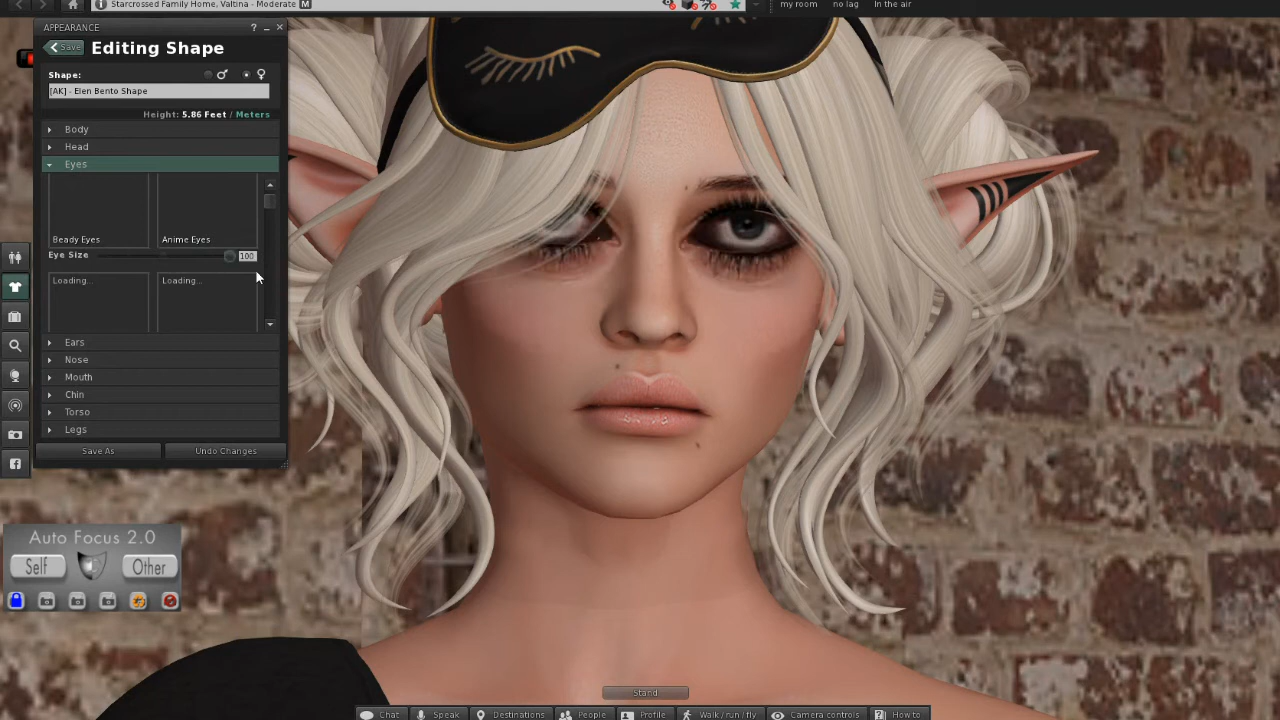 Starcrossed Family Home, Valtina - Moderate M
my room no lag In the air
APPEARANCE ? _ ×
Save Editing Shape
Shape:
[AK] - Elen Bento Shape
Height: 5.86 Feet / Meters
Body
Head
Eyes
Beady Eyes Anime Eyes
Eye Size 100
Loading... Loading...
Ears
Nose
Mouth
Chin
Torso
Legs
Save As Undo Changes
Auto Focus 2.0
Self Other
Stand
Chat Speak Destinations People Profile Walk / run / fly Camera controls How to